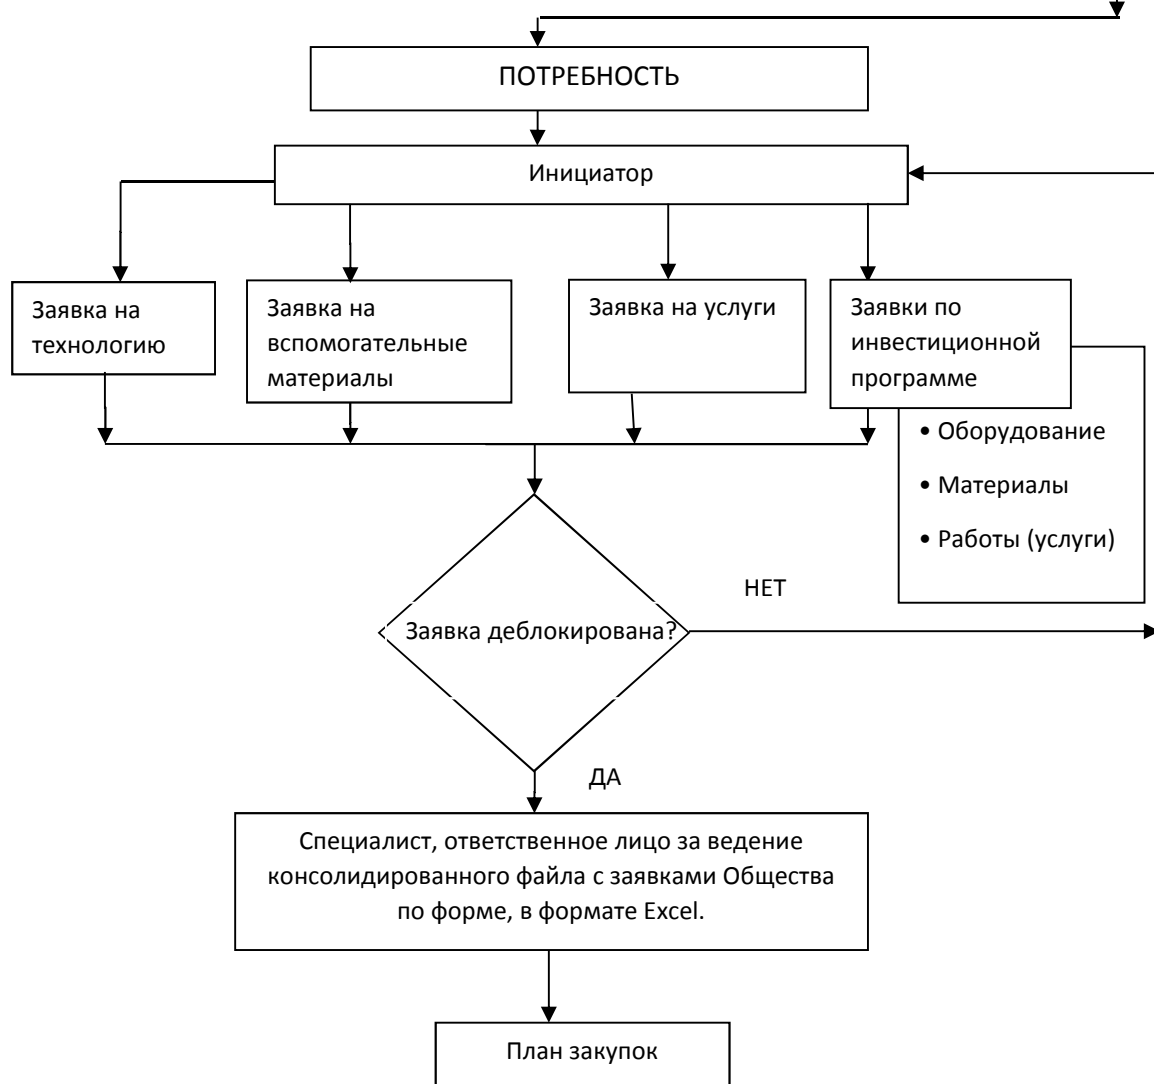 ПОТРЕБНОСТЬ
Инициатор
Заявка на
технологию
Заявка на
вспомогательные
материалы
Заявка на услуги
Заявки по
инвестиционной
программе
• Оборудование
• Материалы
• Работы (услуги)
НЕТ
Заявка деблокирована?
ДА
Специалист, ответственное лицо за ведение
консолидированного файла с заявками Общества
по форме, в формате Excel.
План закупок